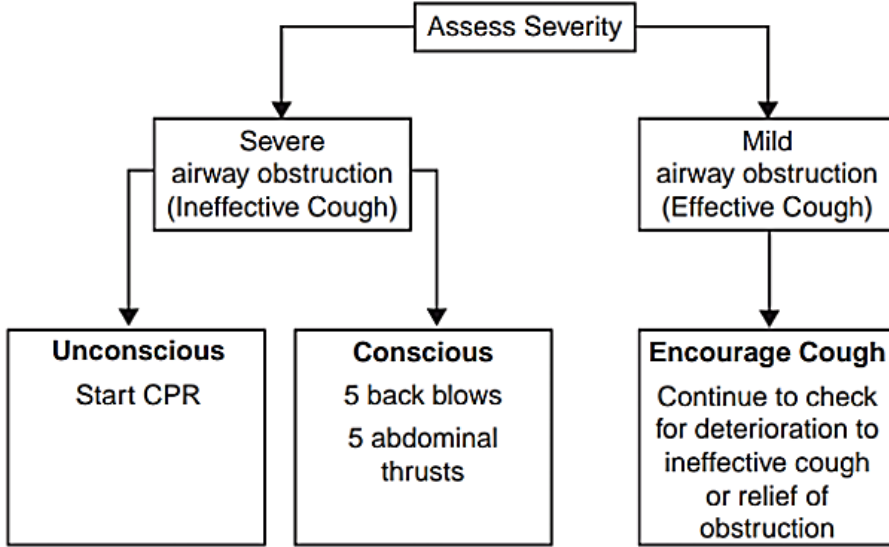 Assess Severity
Severe
airway obstruction
(Ineffective Cough)
Mild
airway obstruction
(Effective Cough)
Unconscious
Start CPR
Conscious
5 back blows
5 abdominal
thrusts
Encourage Cough
Continue to check
for deterioration to
ineffective cough
or relief of
obstruction